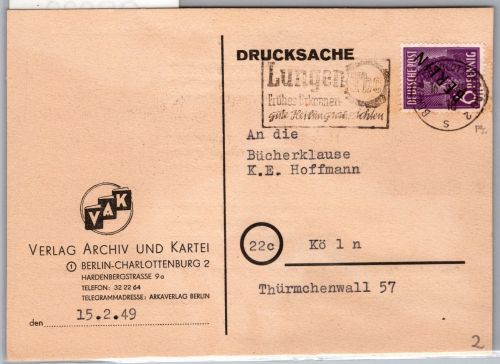 DRUCKSACHE
Lungen Tbc
Frühes Erkennen
gute Heilungsaussichten
DEUTSCHE POST
6 PFENNIG
BERLIN
An die
Bücherklause
K.E. Hoffmann
22c
Köln
Thürmchenwall 57
VAK
VERLAG ARCHIV UND KARTEI
1 BERLIN-CHARLOTTENBURG 2
HARDENBERGSTRASSE 9a
TELEFON: 32 22 64
TELEGRAMMADRESSE: ARKAVERLAG BERLIN
den 15.2.49
2